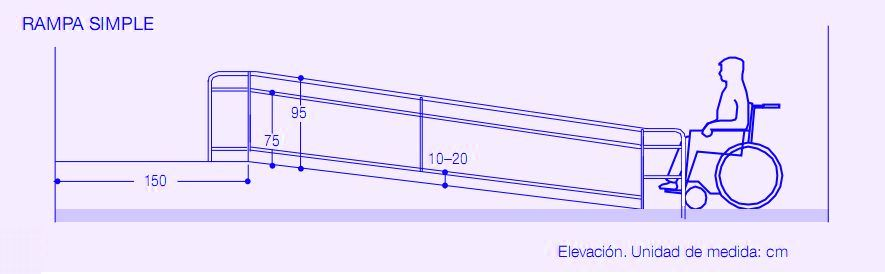 RAMPA SIMPLE
95
75
10–20
150
Elevación. Unidad de medida: cm